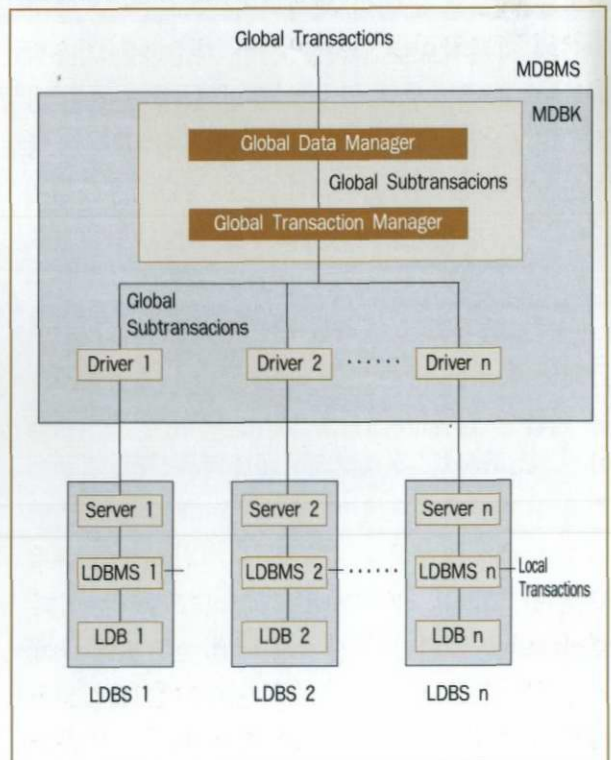 Global Transactions
MDBMS
MDBK
Global Data Manager
Global Subtransacions
Global Transaction Manager
Global
Subtransacions
Driver 1
Driver 2
......
Driver n
Server 1
Server 2
Server n
LDBMS 1
LDBMS 2
......
LDBMS n
Local
Transactions
LDB 1
LDB 2
LDB n
LDBS 1
LDBS 2
LDBS n